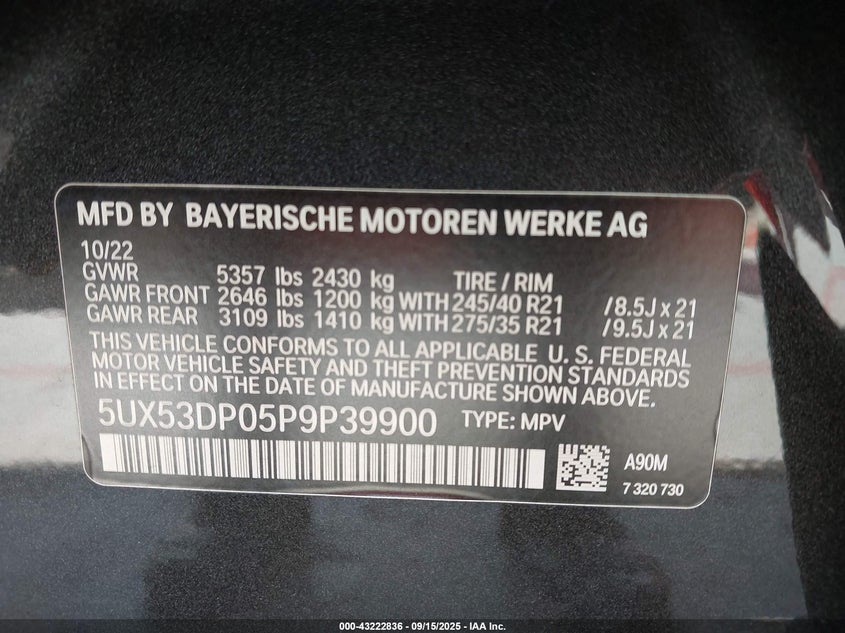 MFD BY BAYERISCHE MOTOREN WERKE AG
10/22
GVWR 5357 lbs 2430 kg TIRE / RIM
GAWR FRONT 2646 lbs 1200 kg WITH 245/40 R21 /8.5J x 21
GAWR REAR 3109 lbs 1410 kg WITH 275/35 R21 /9.5J x 21
THIS VEHICLE CONFORMS TO ALL APPLICABLE U. S. FEDERAL
MOTOR VEHICLE SAFETY AND THEFT PREVENTION STANDARDS
IN EFFECT ON THE DATE OF MANUFACTURE SHOWN ABOVE.
5UX53DP05P9P39900 TYPE: MPV
A90M
7 320 730
000-43222836 - 09/15/2025 - IAA Inc.